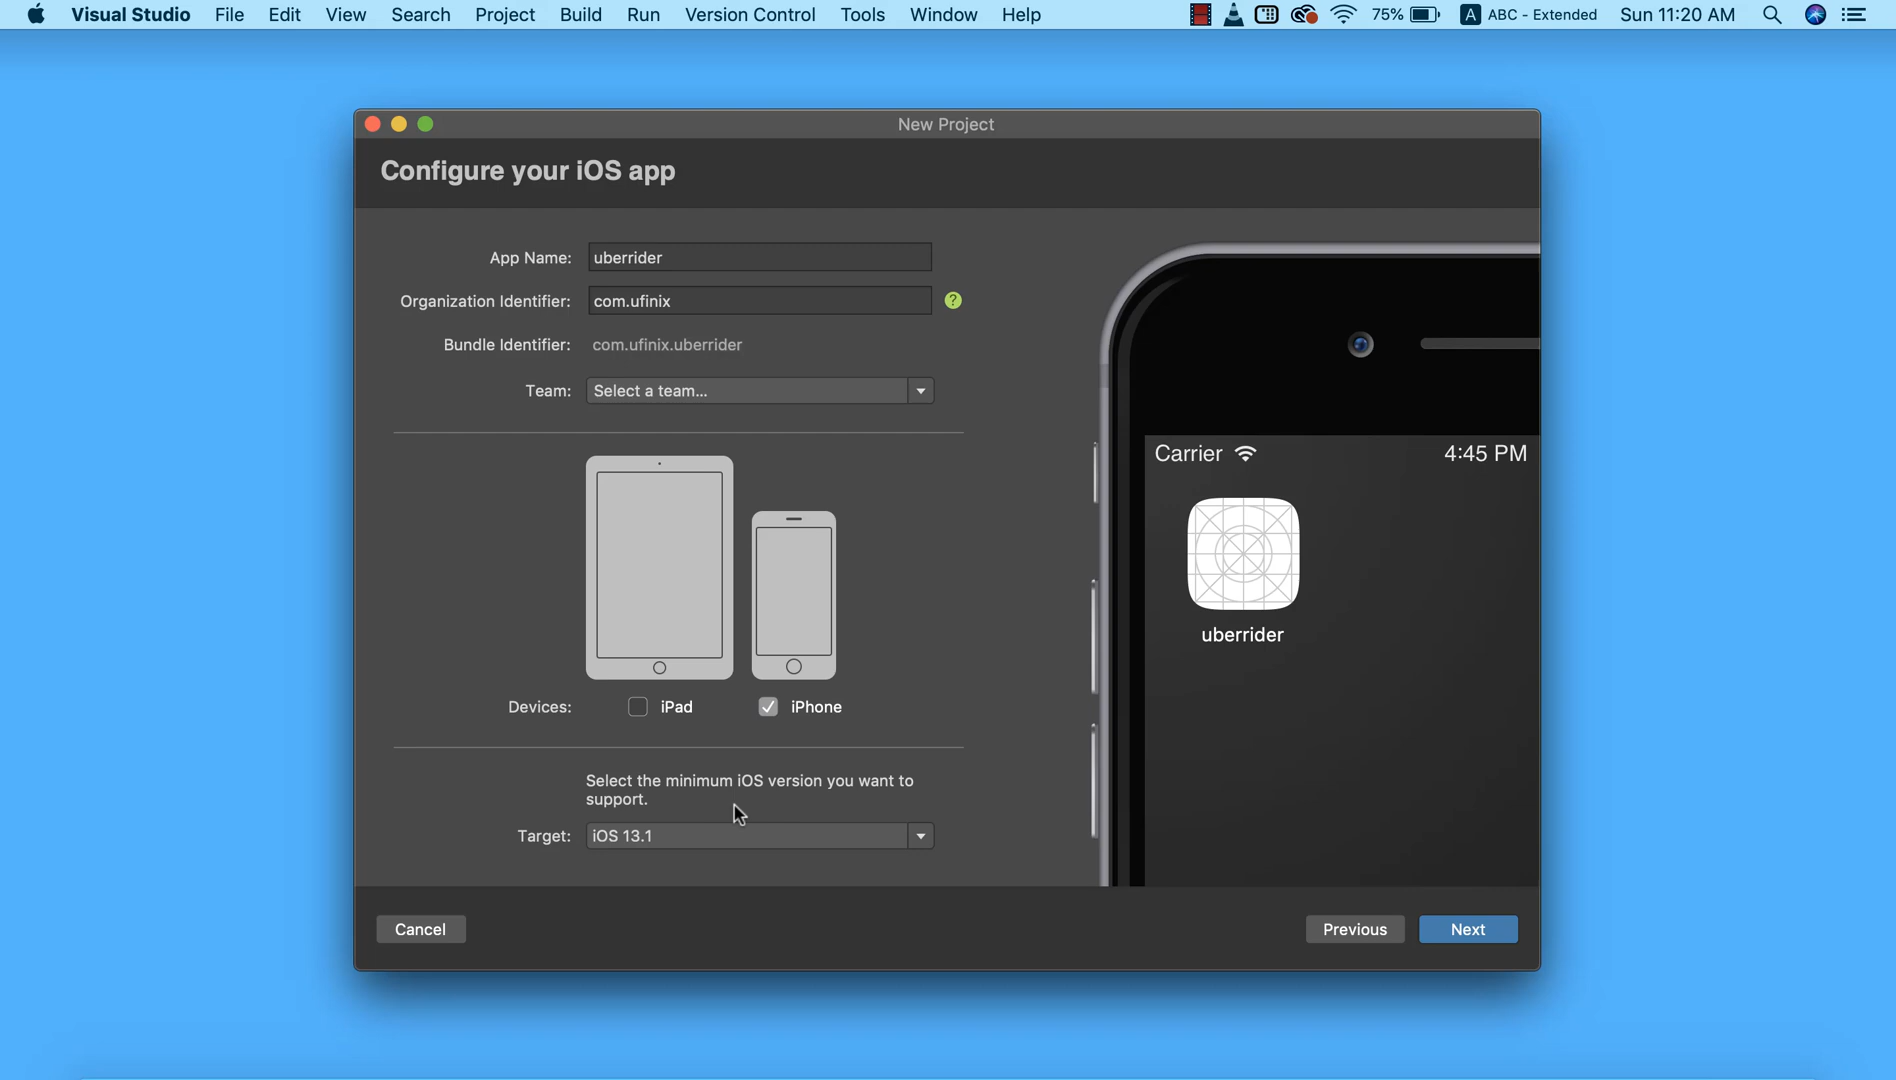 Visual Studio File Edit View Search Project Build Run Version Control Tools Window Help 75% A ABC - Extended Sun 11:20 AM
New Project
Configure your iOS app
App Name: uberrider
Organization Identifier: com.ufinix ?
Bundle Identifier: com.ufinix.uberrider
Team: Select a team...
Carrier 4:45 PM
uberrider
Devices: iPad iPhone
Select the minimum iOS version you want to
support.
Target: iOS 13.1
Cancel Previous Next